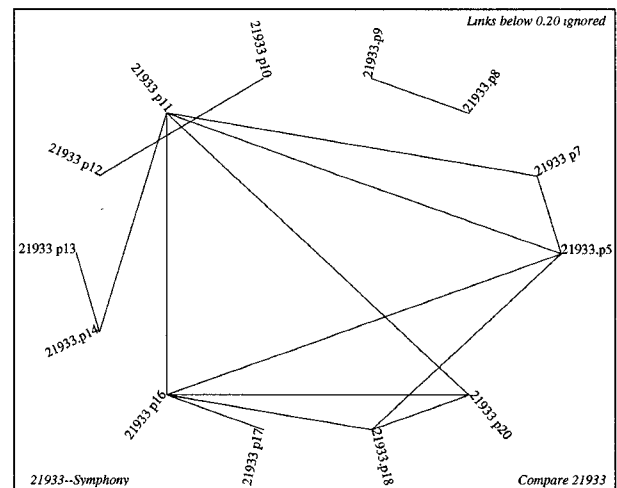 Links below 0.20 ignored
21933 p10
21933.p9
21933.p8
21933 p11
21933 p12
21933 p7
21933 p13
21933.p5
21933.p14
21933 p16
21933 p17
21933.p18
21933 p20
21933--Symphony
Compare 21933